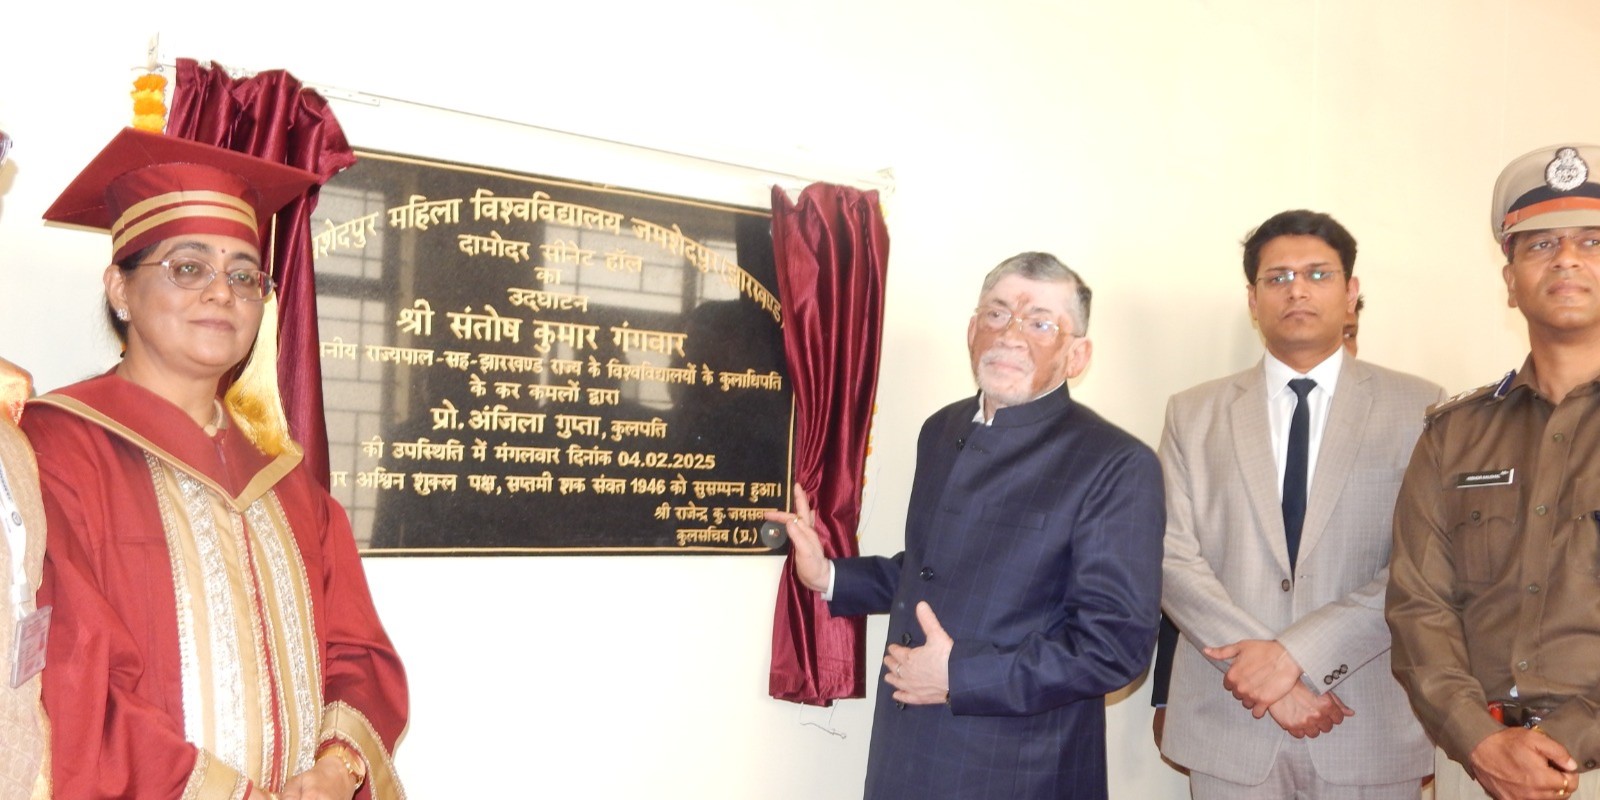 महिला विश्वविद्यालय जमशेदपुर (झारखण्ड)
दामोदर सीनेट हॉल
का
उद्घाटन
श्री संतोष कुमार गंगवार
राज्यपाल-सह-झारखण्ड राज्य के विश्वविद्यालयों के कुलाधिपति
के कर कमलों द्वारा
प्रो. अंजिला गुप्ता, कुलपति
की उपस्थिति में मंगलवार दिनांक 04.02.2025
अश्विन शुक्ल पक्ष, सप्तमी शक संवत 1946 को सुसम्पन्न हुआ।
श्री राजेन्द्र कु.
कुलसचिव (प्र.)